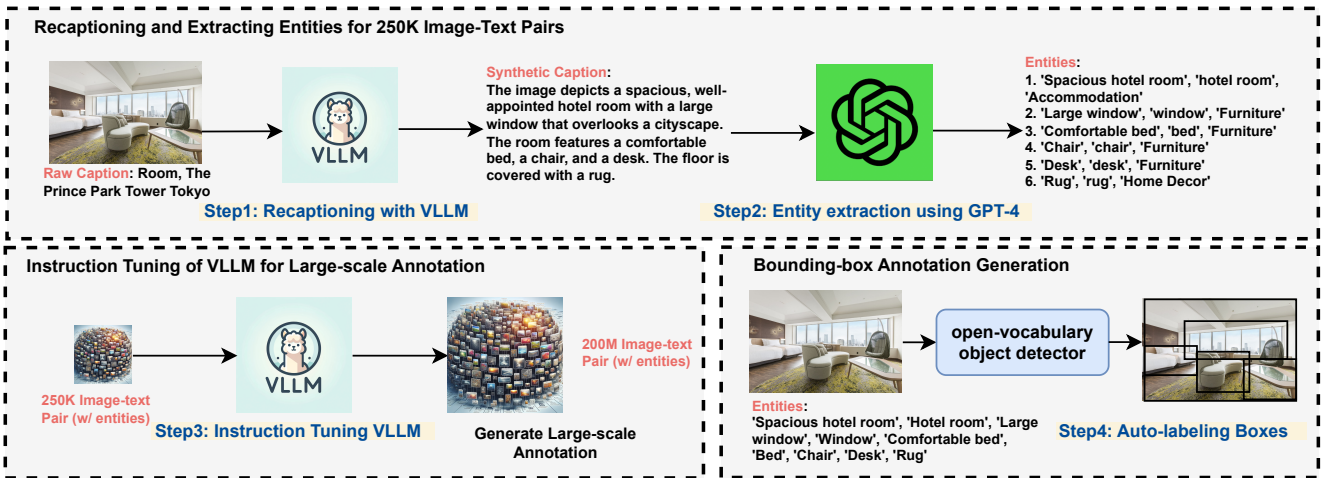 Recaptioning and Extracting Entities for 250K Image-Text Pairs
Raw Caption: Room, The
Prince Park Tower Tokyo
VLLM
Step1: Recaptioning with VLLM
Synthetic Caption:
The image depicts a spacious, well-
appointed hotel room with a large
window that overlooks a cityscape.
The room features a comfortable
bed, a chair, and a desk. The floor is
covered with a rug.
Step2: Entity extraction using GPT-4
Entities:
1. 'Spacious hotel room', 'hotel room',
'Accommodation'
2. 'Large window', 'window', 'Furniture'
3. 'Comfortable bed', 'bed', 'Furniture'
4. 'Chair', 'chair', 'Furniture'
5. 'Desk', 'desk', 'Furniture'
6. 'Rug', 'rug', 'Home Decor'
Instruction Tuning of VLLM for Large-scale Annotation
250K Image-text
Pair (w/ entities)
VLLM
Step3: Instruction Tuning VLLM
200M Image-text
Pair (w/ entities)
Generate Large-scale
Annotation
Bounding-box Annotation Generation
Entities:
'Spacious hotel room', 'Hotel room', 'Large
window', 'Window', 'Comfortable bed',
'Bed', 'Chair', 'Desk', 'Rug'
open-vocabulary
object detector
Step4: Auto-labeling Boxes